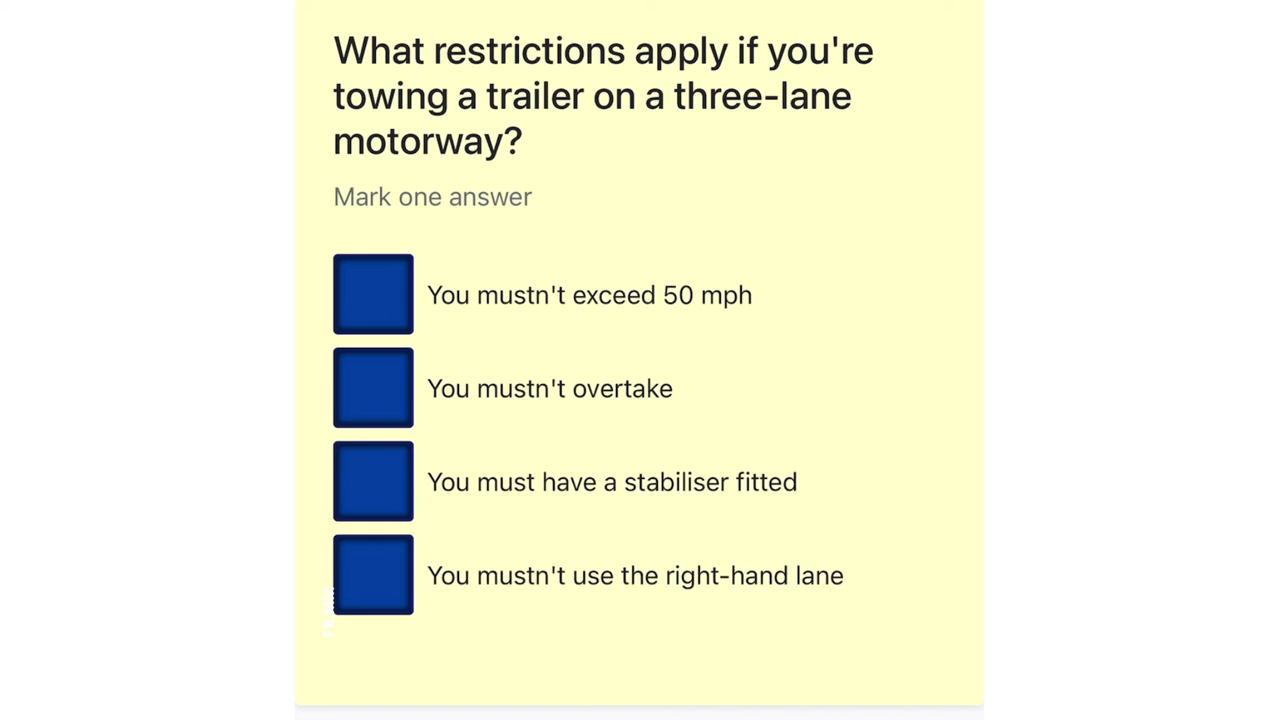 What restrictions apply if you're
towing a trailer on a three-lane
motorway?
Mark one answer
You mustn't exceed 50 mph
You mustn't overtake
You must have a stabiliser fitted
You mustn't use the right-hand lane